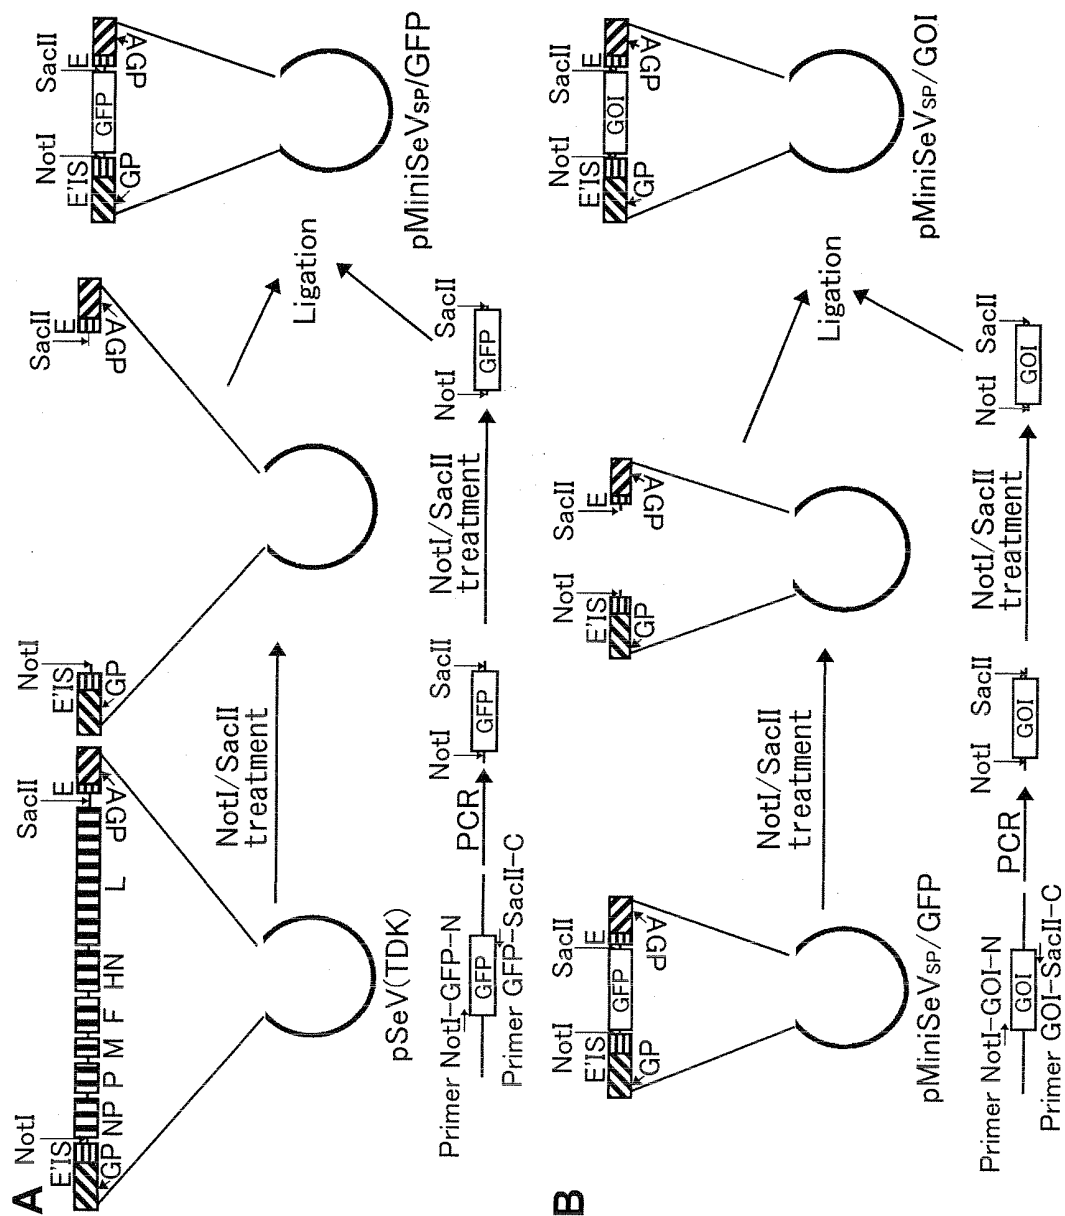 A
NotI
SacII
E'IS
E
GP
NP
P
M
F
HN
L
AGP
pSeV(TDK)
NotI/SacII
treatment
NotI
SacII
E'IS
E
GP
AGP
Ligation
NotI
SacII
E'IS
GFP
E
GP
AGP
pMiniSeVSP/GFP
Primer NotI-GFP-N
GFP
Primer GFP-SacII-C
PCR
NotI
SacII
GFP
NotI/SacII
treatment
NotI
SacII
GFP
B
NotI
SacII
E'IS
GFP
E
GP
AGP
pMiniSeVSP/GFP
NotI/SacII
treatment
NotI
SacII
E'IS
E
GP
AGP
Ligation
NotI
SacII
E'IS
GOI
E
GP
AGP
pMiniSeVSP/GOI
Primer NotI-GOI-N
GOI
Primer GOI-SacII-C
PCR
NotI
SacII
GOI
NotI/SacII
treatment
NotI
SacII
GOI